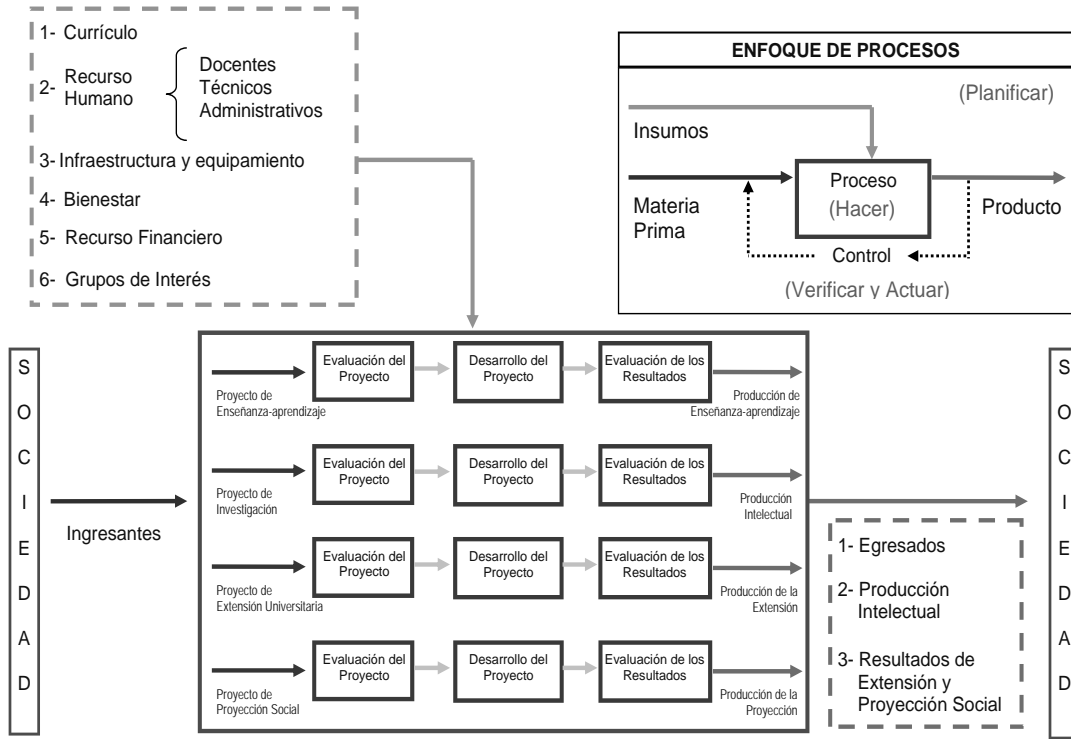 1- Currículo
2- Recurso
Humano
Docentes
Técnicos
Administrativos
3- Infraestructura y equipamiento
4- Bienestar
5- Recurso Financiero
6- Grupos de Interés
ENFOQUE DE PROCESOS
(Planificar)
Insumos
Materia
Prima
Proceso
(Hacer)
Producto
Control
(Verificar y Actuar)
SOCIEDAD
Ingresantes
Proyecto de
Enseñanza-aprendizaje
Evaluación del
Proyecto
Desarrollo del
Proyecto
Evaluación de los
Resultados
Producción de
Enseñanza-aprendizaje
Proyecto de
Investigación
Evaluación del
Proyecto
Desarrollo del
Proyecto
Evaluación de los
Resultados
Producción
Intelectual
Proyecto de
Extensión Universitaria
Evaluación del
Proyecto
Desarrollo del
Proyecto
Evaluación de los
Resultados
Producción de la
Extensión
Proyecto de
Proyección Social
Evaluación del
Proyecto
Desarrollo del
Proyecto
Evaluación de los
Resultados
Producción de la
Proyección
1- Egresados
2- Producción
Intelectual
3- Resultados de
Extensión y
Proyección Social
SOCIEDAD